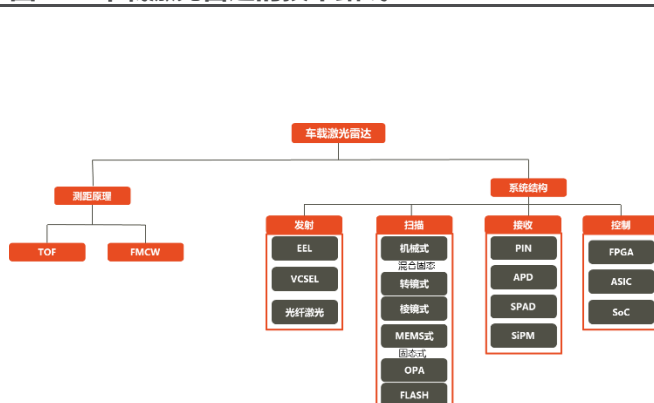 车载激光雷达
测距原理
系统结构
TOF
FMCW
发射
扫描
接收
控制
EEL
VCSEL
光纤激光
机械式
混合固态
转镜式
棱镜式
MEMS式
固态式
OPA
FLASH
PIN
APD
SPAD
SiPM
FPGA
ASIC
SoC